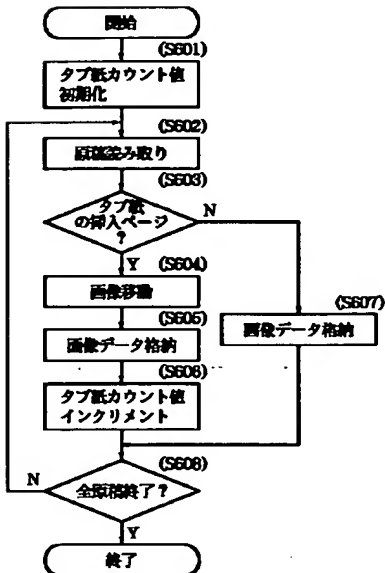 開始
(S601)
タブ紙カウント値
初期化
(S602)
原稿読み取り
(S603)
タブ紙
の挿入ページ
?
N
Y
(S604)
画像移動
(S605)
画像データ格納
(S606)
タブ紙カウント値
インクリメント
(S607)
画像データ格納
(S608)
全原稿終了?
N
Y
終了